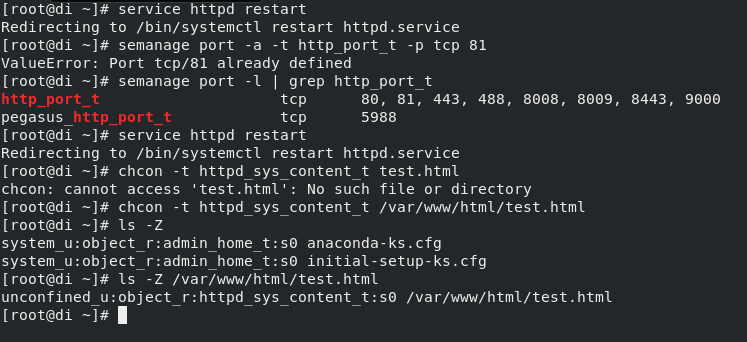 [root@di ~]# service httpd restart
Redirecting to /bin/systemctl restart httpd.service
[root@di ~]# semanage port -a -t http_port_t -p tcp 81
ValueError: Port tcp/81 already defined
[root@di ~]# semanage port -l | grep http_port_t
http_port_t                    tcp      80, 81, 443, 488, 8008, 8009, 8443, 9000
pegasus_http_port_t            tcp      5988
[root@di ~]# service httpd restart
Redirecting to /bin/systemctl restart httpd.service
[root@di ~]# chcon -t httpd_sys_content_t test.html
chcon: cannot access 'test.html': No such file or directory
[root@di ~]# chcon -t httpd_sys_content_t /var/www/html/test.html
[root@di ~]# ls -Z
system_u:object_r:admin_home_t:s0 anaconda-ks.cfg
system_u:object_r:admin_home_t:s0 initial-setup-ks.cfg
[root@di ~]# ls -Z /var/www/html/test.html
unconfined_u:object_r:httpd_sys_content_t:s0 /var/www/html/test.html
[root@di ~]#